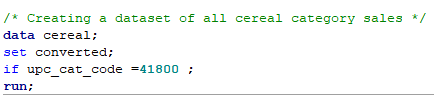 /* Creating a dataset of all cereal category sales */
data cereal;
set converted;
if upc_cat_code =41800 ;
run;